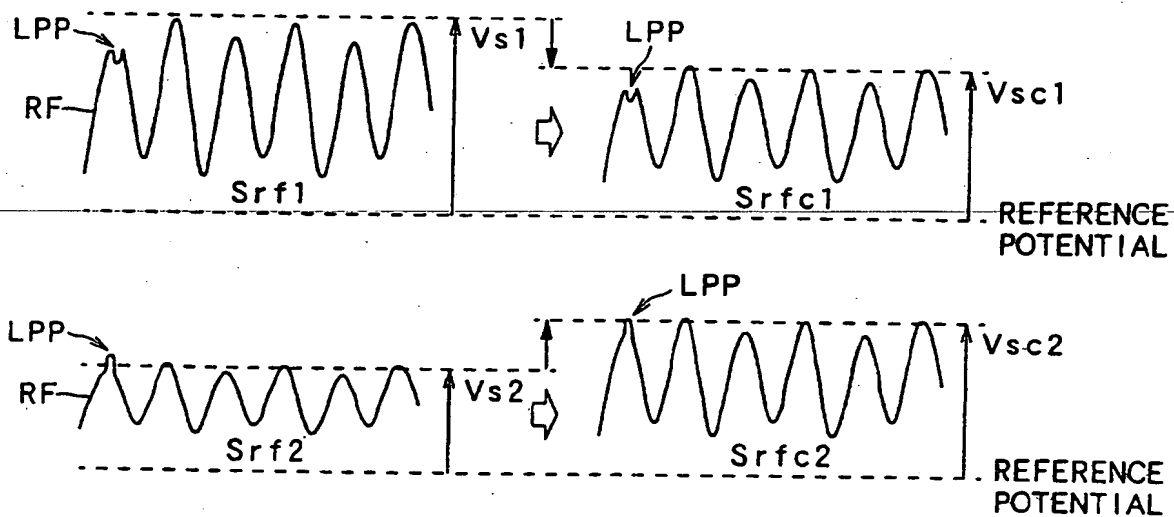 LPP
Vs1
LPP
RF
Vsc1
Srf1
Srfc1
REFERENCE
POTENTIAL
LPP
LPP
Vsc2
RF
Vs2
Srf2
Srfc2
REFERENCE
POTENTIAL